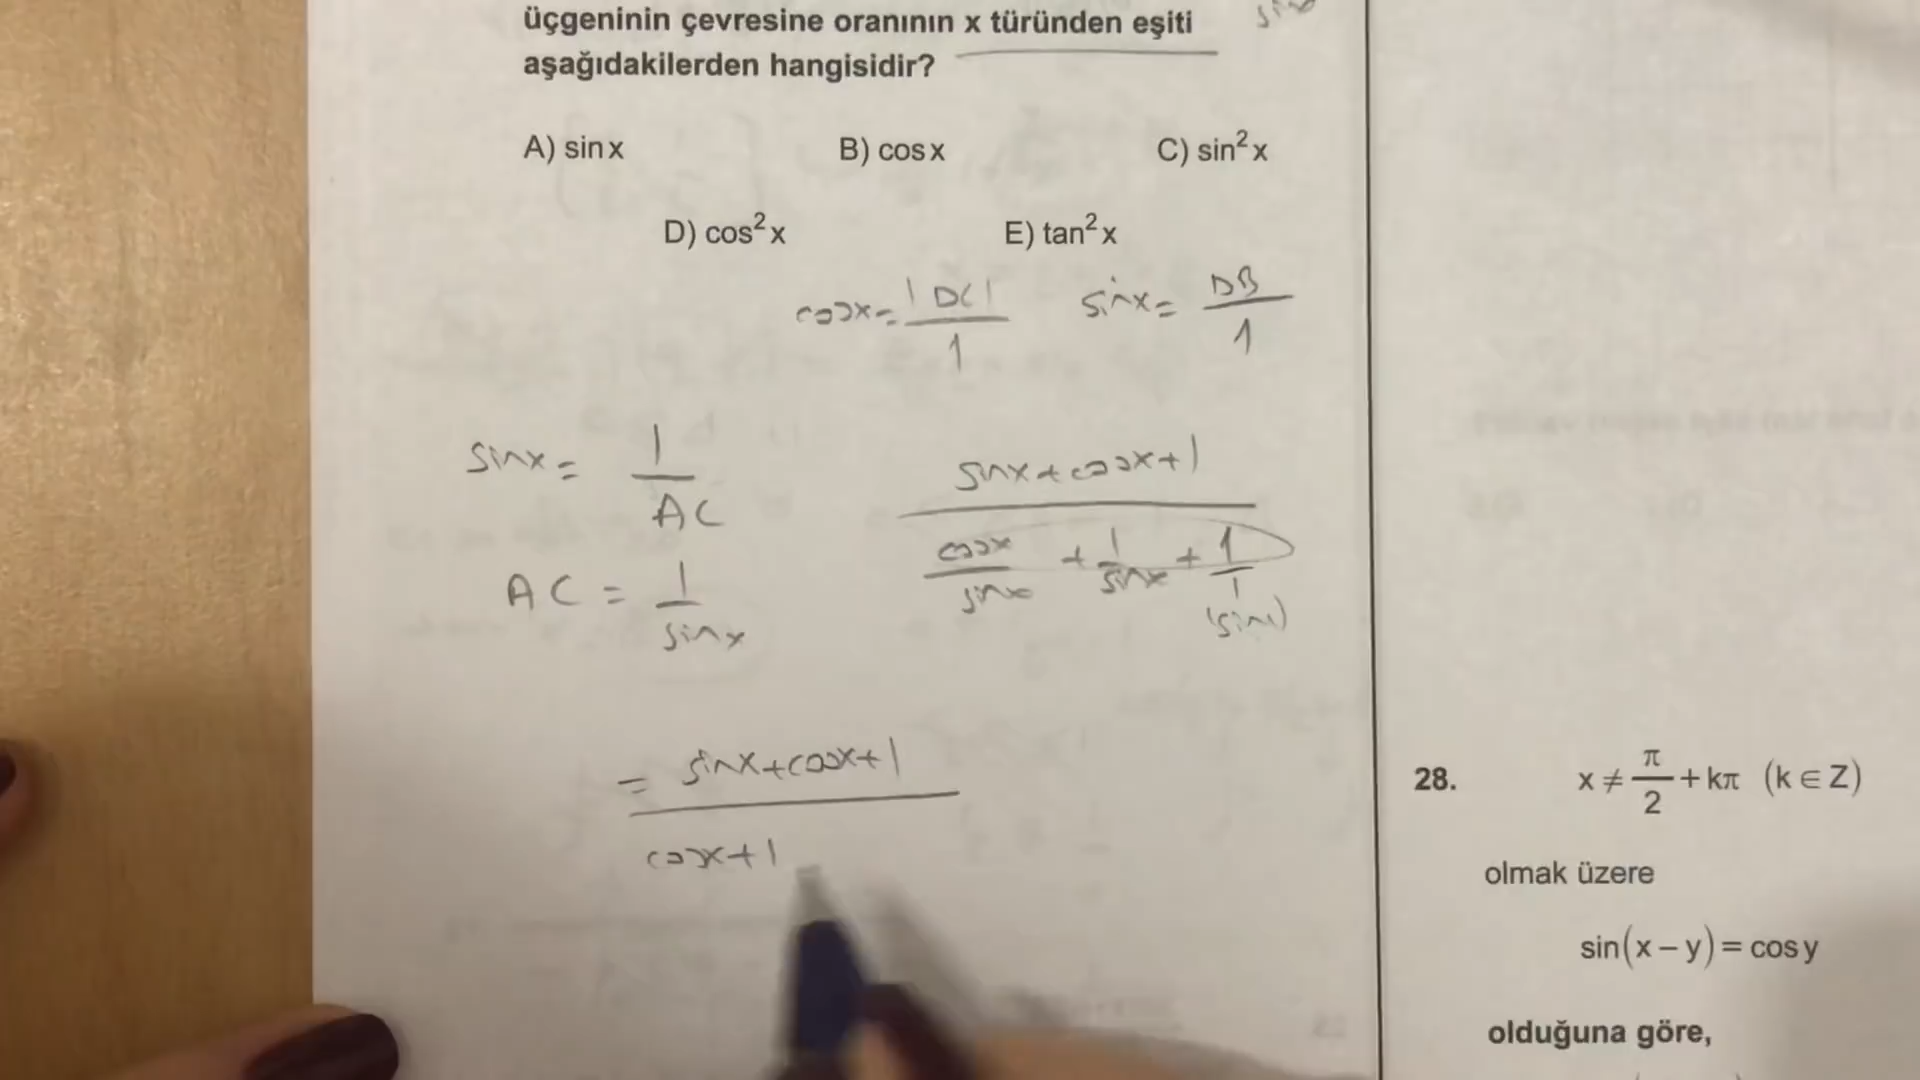 üçgeninin çevresine oranının x türünden eşiti
aşağıdakilerden hangisidir?
A) sin x B) cos x C) sin²x
D) cos²x E) tan²x
cosx = |DC| / 1 sinx = DB / 1
sinx = 1 / AC
AC = 1 / sinx
sinx + cosx + 1 / cosx / sinx + 1 / sinx + 1 / 1 (sinx)
= sinx + cosx + 1
cosx + 1
28. x ≠ π/2 + kπ (k ∈ Z)
olmak üzere
sin(x – y) = cos y
olduğuna göre,